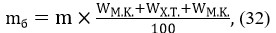 mб = m × (WМ.К.+WХ.Т.+WМ.К.)/100, (32)